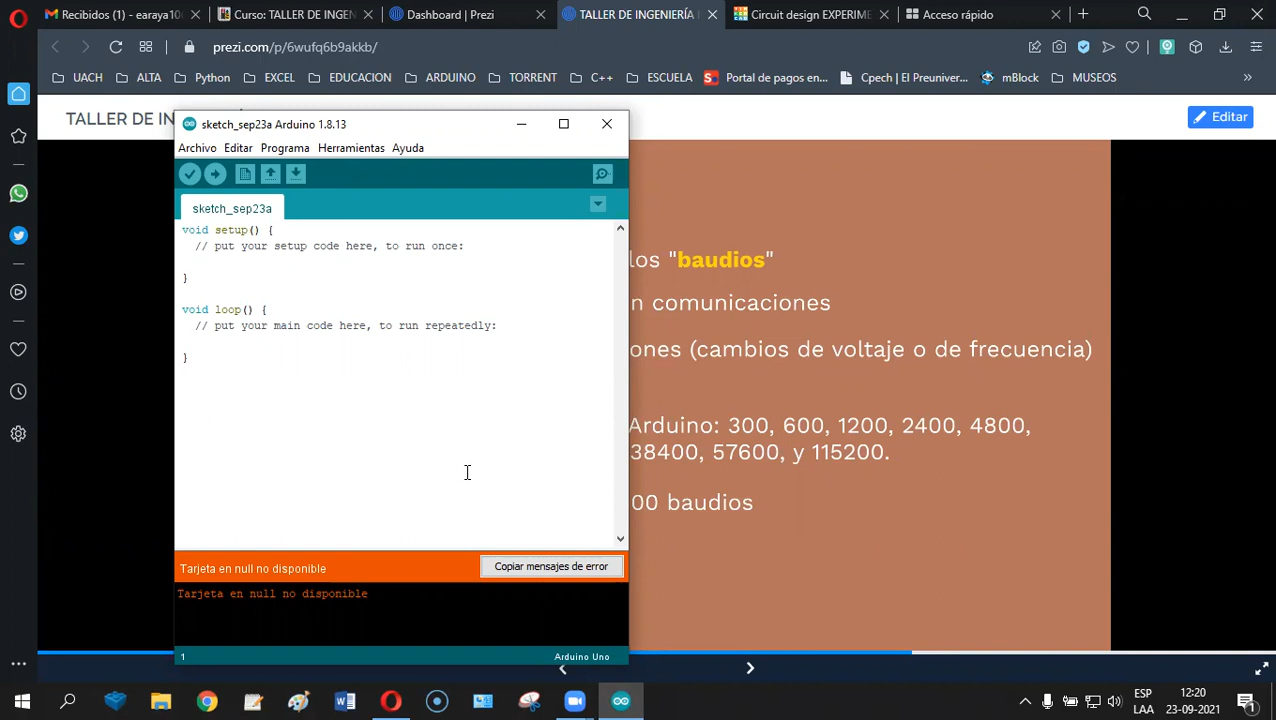 Recibidos (1) - earaya10
Curso: TALLER DE INGEN
Dashboard | Prezi
TALLER DE INGENIERÍA
Circuit design EXPERIME
Acceso rápido
prezi.com/p/6wufq6b9akkb/
UACH
ALTA
Python
EXCEL
EDUCACION
ARDUINO
TORRENT
C++
ESCUELA
Portal de pagos en...
Cpech | El Preuniver...
mBlock
MUSEOS
»
TALLER DE IN
Editar
sketch_sep23a Arduino 1.8.13
Archivo Editar Programa Herramientas Ayuda
sketch_sep23a
void setup() {
// put your setup code here, to run once:
}
void loop() {
// put your main code here, to run repeatedly:
}
los "baudios"
n comunicaciones
ones (cambios de voltaje o de frecuencia)
Arduino: 300, 600, 1200, 2400, 4800,
38400, 57600, y 115200.
00 baudios
Tarjeta en null no disponible
Copiar mensajes de error
Tarjeta en null no disponible
1
Arduino Uno
ESP
LAA
12:20
23-09-2021
1